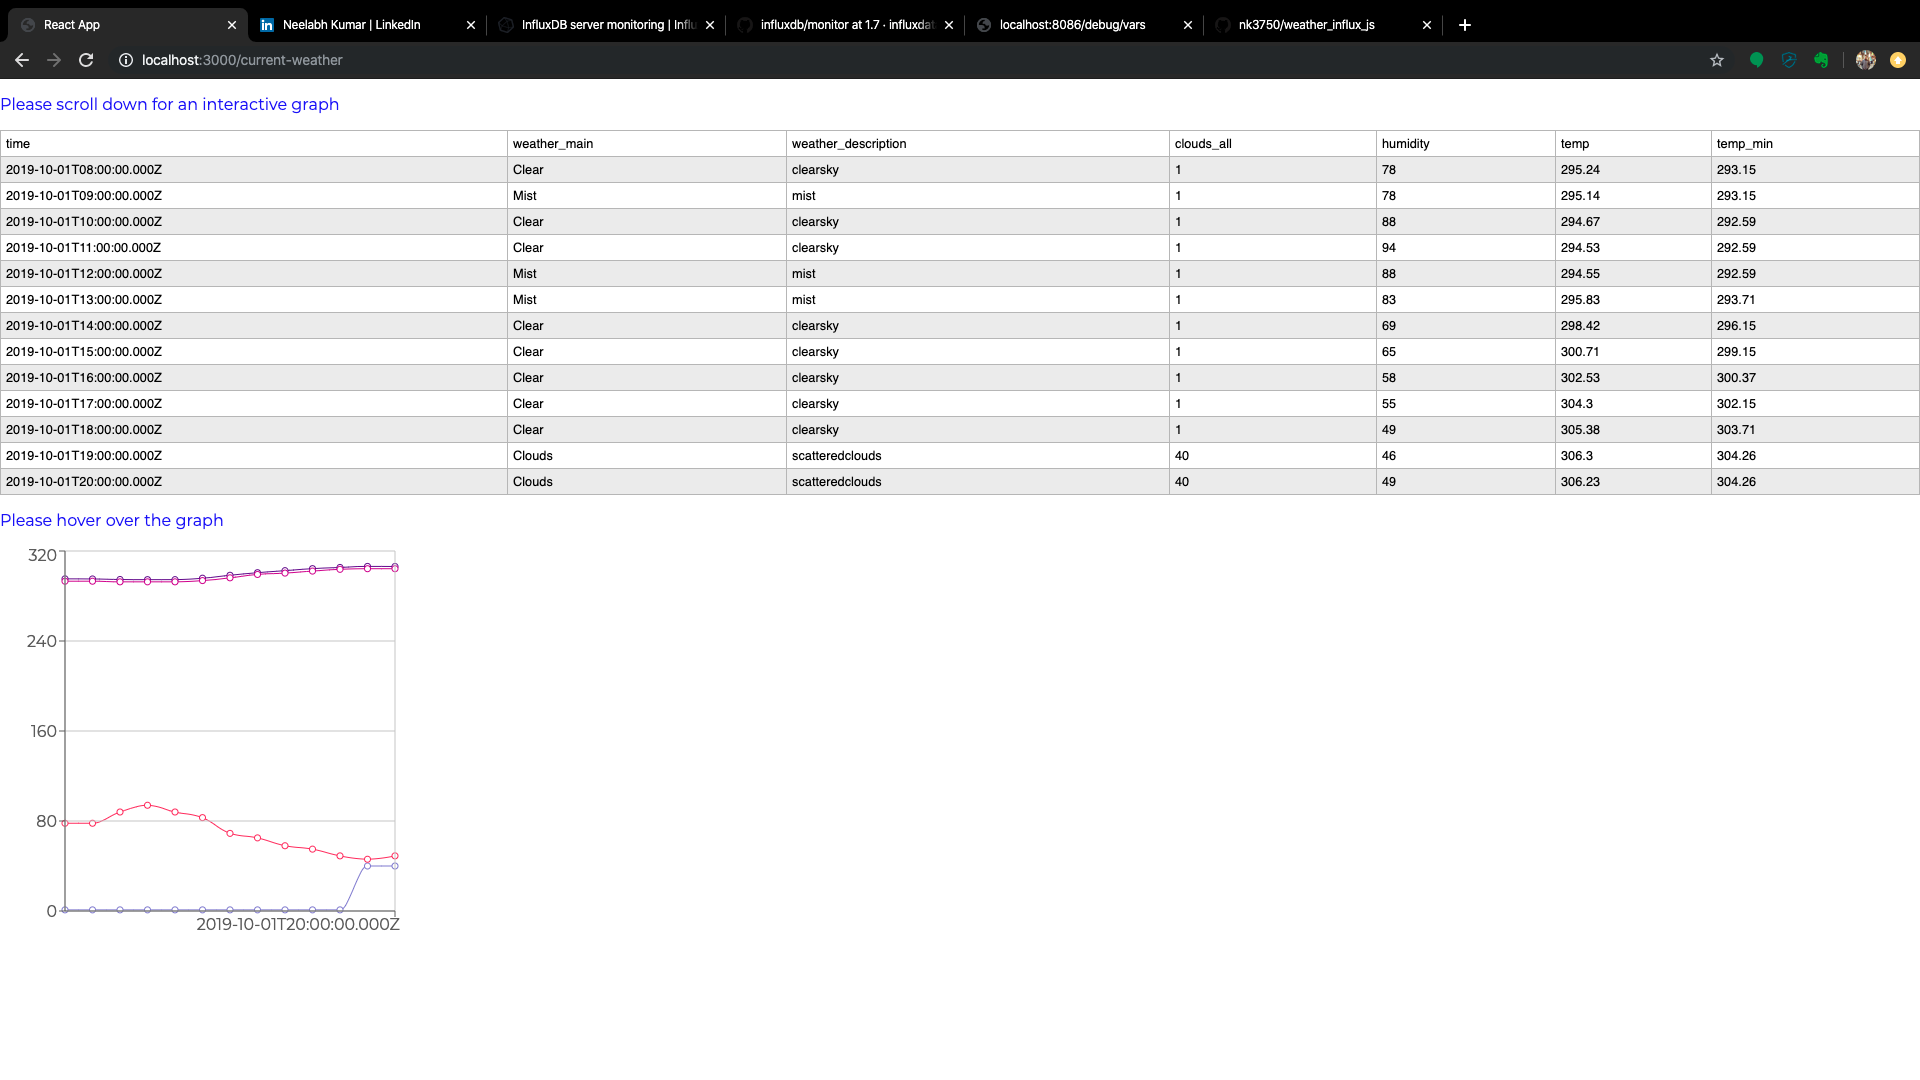 React App
Neelabh Kumar | LinkedIn
InfluxDB server monitoring | Influ
influxdb/monitor at 1.7 · influxdat
localhost:8086/debug/vars
nk3750/weather_influx_js
localhost:3000/current-weather
Please scroll down for an interactive graph
time weather_main weather_description clouds_all humidity temp temp_min
2019-10-01T08:00:00.000Z Clear clearsky 1 78 295.24 293.15
2019-10-01T09:00:00.000Z Mist mist 1 78 295.14 293.15
2019-10-01T10:00:00.000Z Clear clearsky 1 88 294.67 292.59
2019-10-01T11:00:00.000Z Clear clearsky 1 94 294.53 292.59
2019-10-01T12:00:00.000Z Mist mist 1 88 294.55 292.59
2019-10-01T13:00:00.000Z Mist mist 1 83 295.83 293.71
2019-10-01T14:00:00.000Z Clear clearsky 1 69 298.42 296.15
2019-10-01T15:00:00.000Z Clear clearsky 1 65 300.71 299.15
2019-10-01T16:00:00.000Z Clear clearsky 1 58 302.53 300.37
2019-10-01T17:00:00.000Z Clear clearsky 1 55 304.3 302.15
2019-10-01T18:00:00.000Z Clear clearsky 1 49 305.38 303.71
2019-10-01T19:00:00.000Z Clouds scatteredclouds 40 46 306.3 304.26
2019-10-01T20:00:00.000Z Clouds scatteredclouds 40 49 306.23 304.26
Please hover over the graph
320
240
160
80
0
2019-10-01T20:00:00.000Z